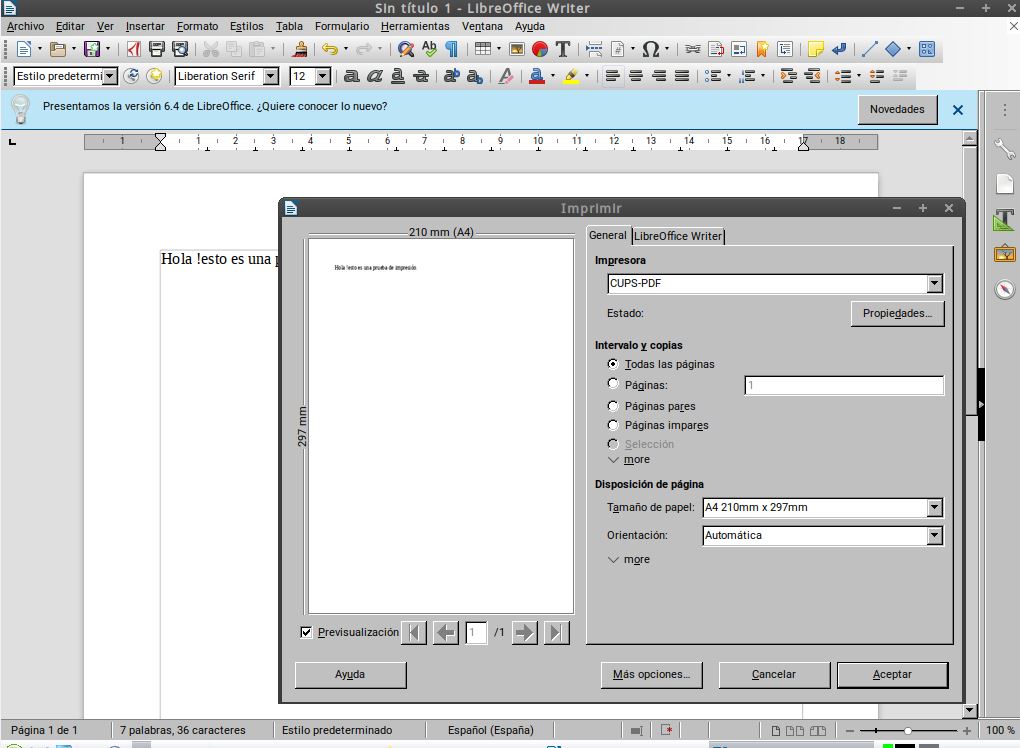 Sin título 1 - LibreOffice Writer
Archivo Editar Ver Insertar Formato Estilos Tabla Formulario Herramientas Ventana Ayuda
Estilo predetermi Liberation Serif 12
Presentamos la versión 6.4 de LibreOffice. ¿Quiere conocer lo nuevo? Novedades
1 1 2 3 4 5 6 7 8 9 10 11 12 13 14 15 16 17 18
Imprimir
210 mm (A4)
General LibreOffice Writer
Hola !esto es una
Impresora
Hola !esto es una prueba de impresión
CUPS-PDF
Estado: Propiedades...
Intervalo y copias
Todas las páginas
Páginas: 1
Páginas pares
Páginas impares
297 mm
Selección
more
Disposición de página
Tamaño de papel: A4 210mm x 297mm
Orientación: Automática
more
Previsualización 1 /1
Ayuda Más opciones... Cancelar Aceptar
Página 1 de 1 7 palabras, 36 caracteres Estilo predeterminado Español (España) 100 %